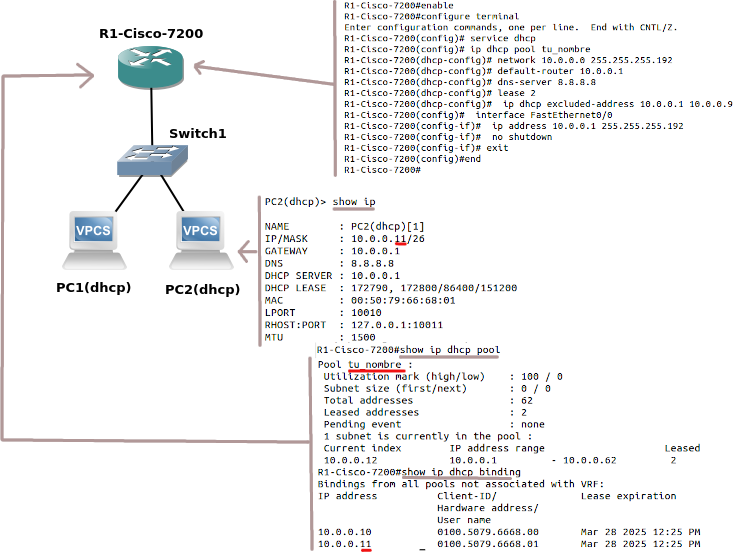 R1-Cisco-7200
R1-Cisco-7200#enable
R1-Cisco-7200#configure terminal
Enter configuration commands, one per line.  End with CNTL/Z.
R1-Cisco-7200(config)# service dhcp
R1-Cisco-7200(config)# ip dhcp pool tu_nombre
R1-Cisco-7200(dhcp-config)# network 10.0.0.0 255.255.255.192
R1-Cisco-7200(dhcp-config)# default-router 10.0.0.1
R1-Cisco-7200(dhcp-config)# dns-server 8.8.8.8
R1-Cisco-7200(dhcp-config)# lease 2
R1-Cisco-7200(dhcp-config)#  ip dhcp excluded-address 10.0.0.1 10.0.0.9
R1-Cisco-7200(config)#  interface FastEthernet0/0
R1-Cisco-7200(config-if)#  ip address 10.0.0.1 255.255.255.192
R1-Cisco-7200(config-if)#  no shutdown
R1-Cisco-7200(config-if)# exit
R1-Cisco-7200(config)#end
R1-Cisco-7200#
Switch1
VPCS
VPCS
PC1(dhcp)
PC2(dhcp)
PC2(dhcp)> show ip
NAME        : PC2(dhcp)[1]
IP/MASK     : 10.0.0.11/26
GATEWAY     : 10.0.0.1
DNS         : 8.8.8.8
DHCP SERVER : 10.0.0.1
DHCP LEASE  : 172790, 172800/86400/151200
MAC         : 00:50:79:66:68:01
LPORT       : 10010
RHOST:PORT  : 127.0.0.1:10011
MTU         : 1500
R1-Cisco-7200#show ip dhcp pool
Pool tu_nombre :
Utilization mark (high/low)    : 100 / 0
Subnet size (first/next)       : 0 / 0
Total addresses                : 62
Leased addresses               : 2
Pending event                  : none
1 subnet is currently in the pool :
Current index        IP address range                    Leased
10.0.0.12            10.0.0.1         - 10.0.0.62         2
R1-Cisco-7200#show ip dhcp binding
Bindings from all pools not associated with VRF:
IP address          Client-ID/              Lease expiration
Hardware address/
User name
10.0.0.10           0100.5079.6668.00       Mar 28 2025 12:25 PM
10.0.0.11           0100.5079.6668.01       Mar 28 2025 12:25 PM